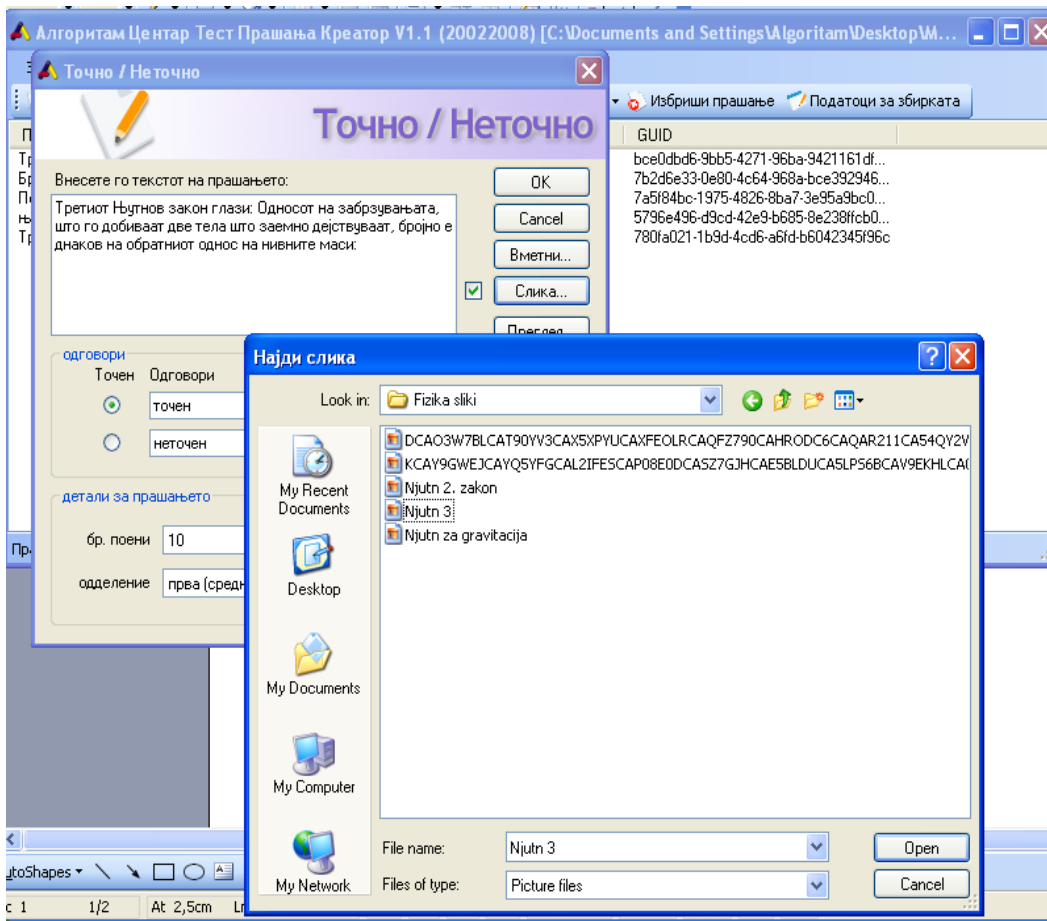 Алгоритам Центар Тест Прашања Креатор V1.1 (20022008) [C:\Documents and Settings\Algoritam\Desktop\M...
Точно / Неточно
Избриши прашање Податоци за збирката
Точно / Неточно
GUID
bce0dbd6-9bb5-4271-96ba-9421161df...
7b2d6e33-0e80-4c64-968a-bce392946...
7a5f84bc-1975-4826-8ba7-3e95a9bc0...
5796e496-d9cd-42e9-b685-8e238ffcb0...
780fa021-1b9d-4cd6-a6fd-b6042345f96c
Внесете го текстот на прашањето:
Третиот Њутнов закон глази: Односот на забрзувањата,
што го добиваат две тела што заемно дејствуваат, бројно е
днаков на обратниот однос на нивните маси:
OK
Cancel
Вметни...
Слика...
Преглед...
одговори
Точен Одговори
точен
неточен
детали за прашањето
бр. поени 10
одделение прва (средн
Најди слика
Look in: Fizika sliki
My Recent Documents
Desktop
My Documents
My Computer
My Network
DCAO3W7BLCAT90YV3CAX5XPYUCAXFEOLRCAQFZ790CAHRODC6CAQAR211CA54QY2V
KCAY9GWEJCAYQ5YFGCAL2IFESCAP08E0DCASZ7GJHCAE5BLDUCA5LPS6BCAV9EKHLCA
Njutn 2. zakon
Njutn 3
Njutn za gravitacija
File name: Njutn 3
Open
Files of type: Picture files
Cancel
utoShapes
c 1 1/2 At 2,5cm